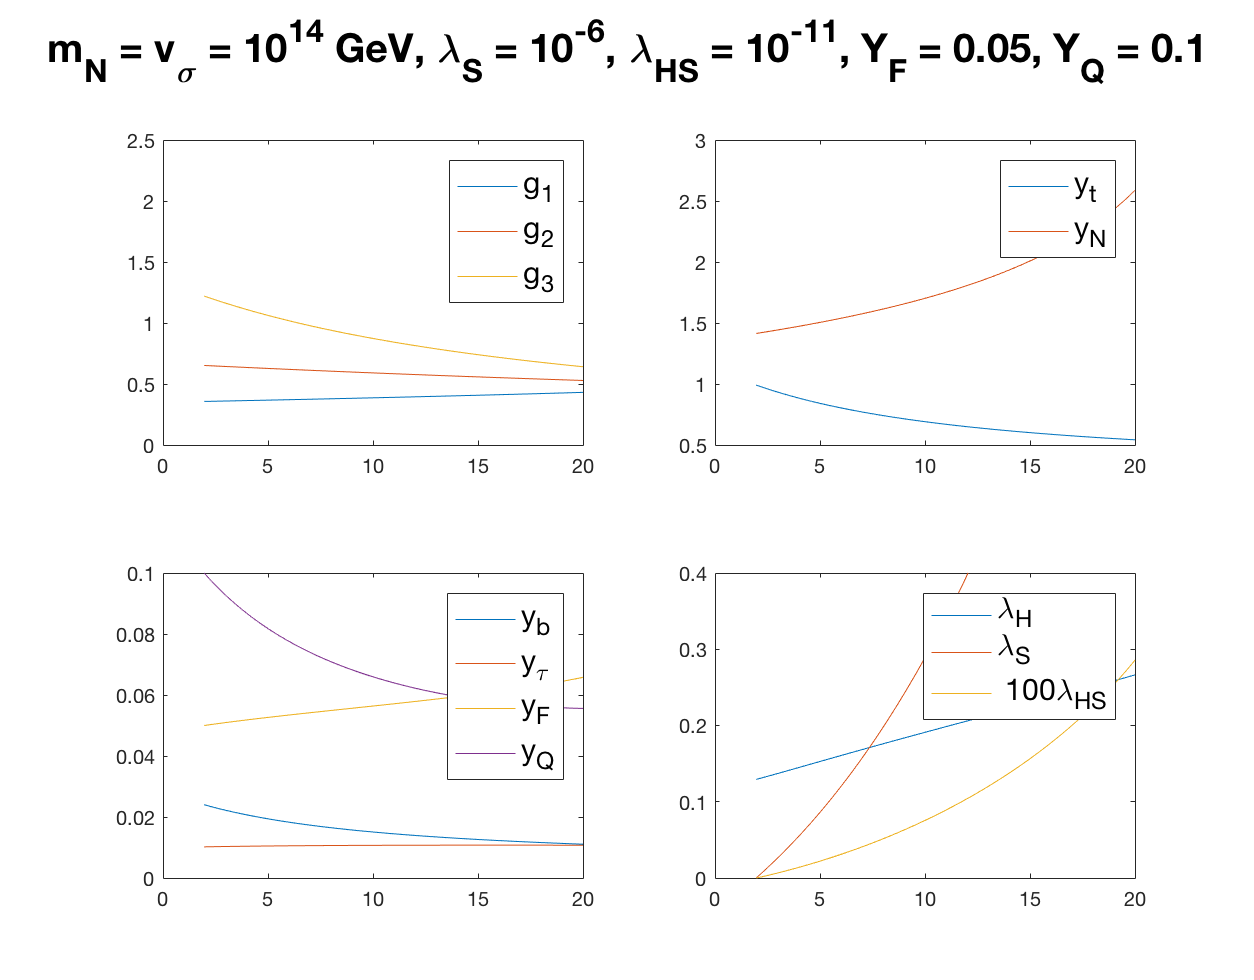 m_N = v_σ = 10^14 GeV, λ_S = 10^-6, λ_HS = 10^-11, Y_F = 0.05, Y_Q = 0.1
2.5
2
1.5
1
0.5
0
0 5 10 15 20
g_1
g_2
g_3
3
2.5
2
1.5
1
0.5
0 5 10 15 20
y_t
y_N
0.1
0.08
0.06
0.04
0.02
0
0 5 10 15 20
y_b
y_τ
y_F
y_Q
0.4
0.3
0.2
0.1
0
0 5 10 15 20
λ_H
λ_S
100λ_HS